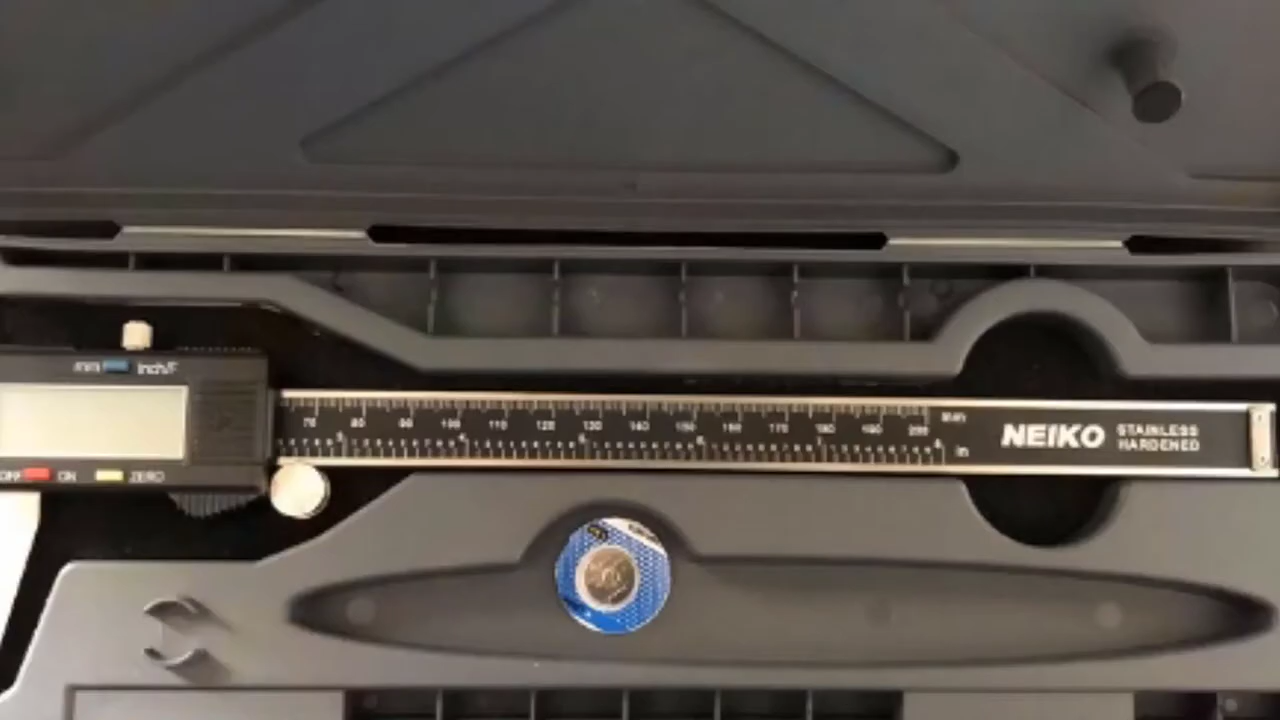 mm inch/F
OFF ON ZERO
70 80 90 100 110 120 130 140 150 160 170 180 190 200 mm
in
NEIKO
STAINLESS
HARDENED